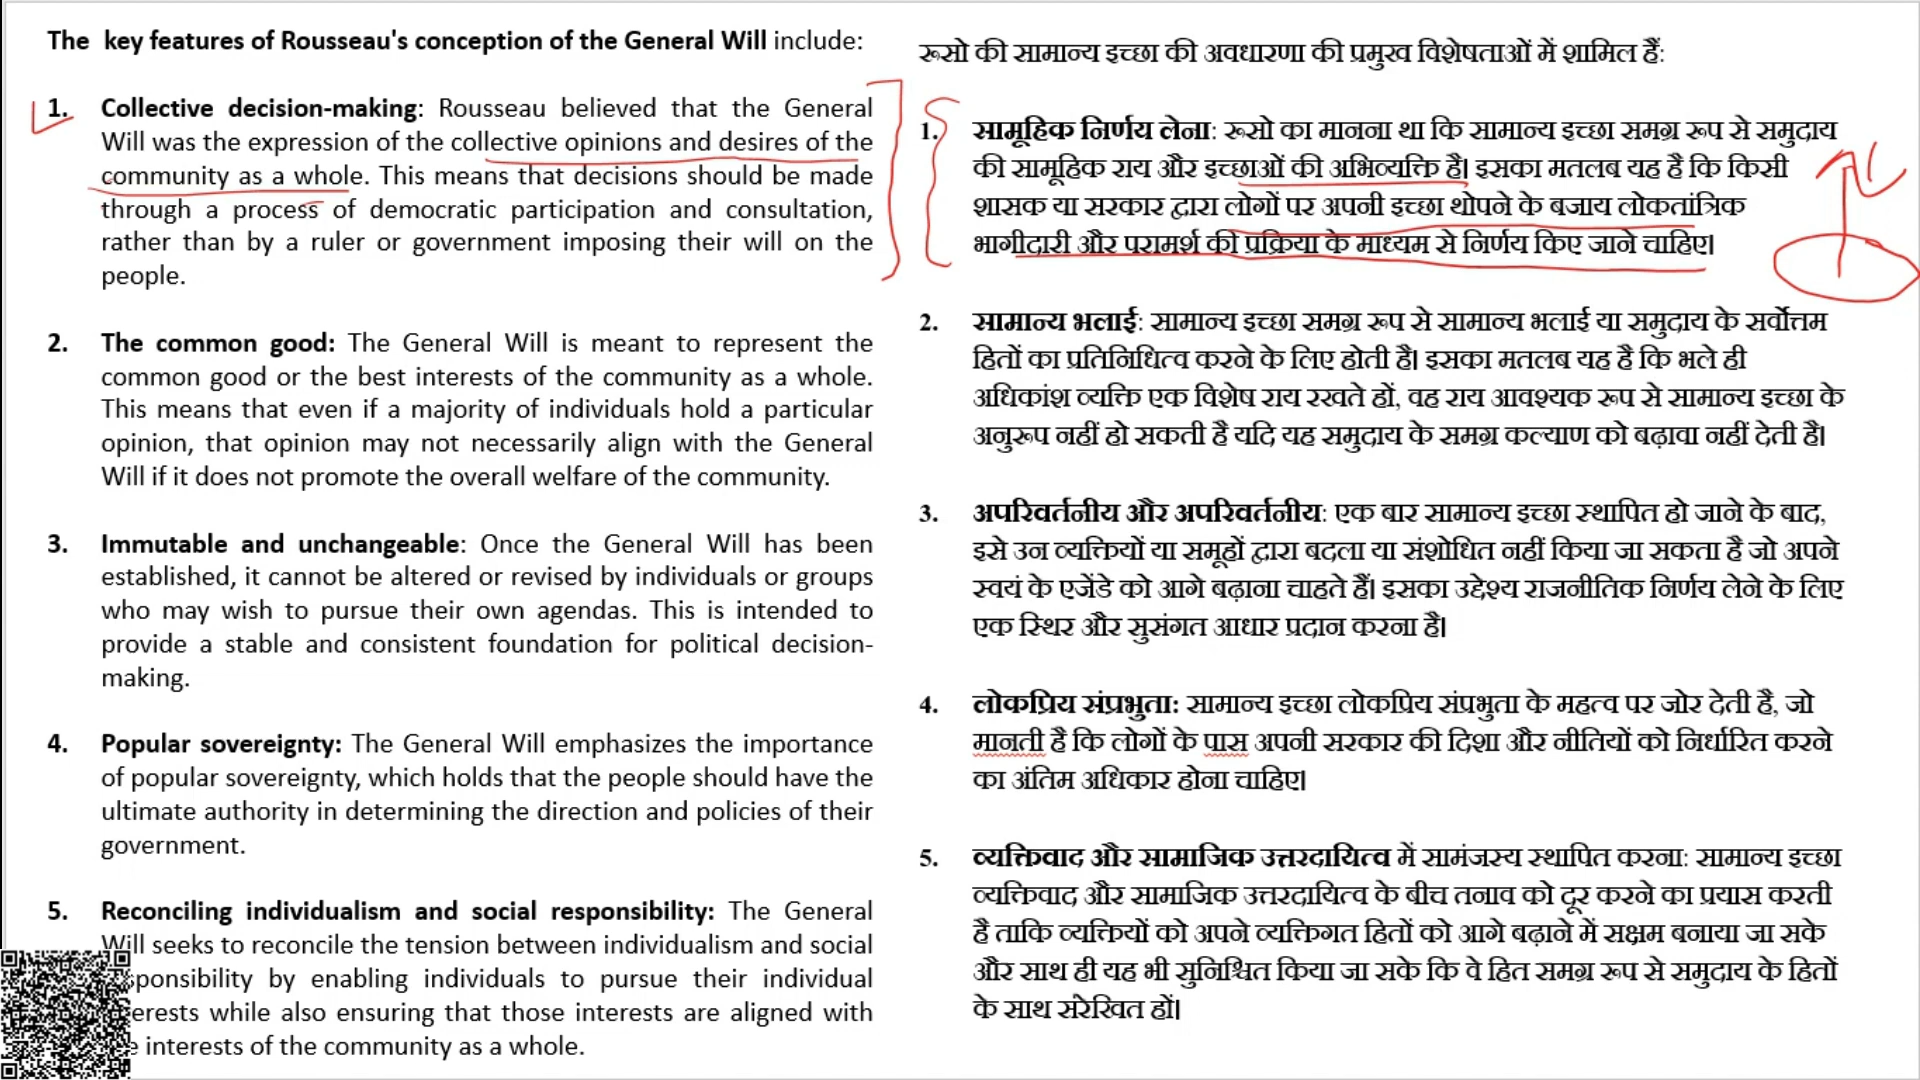 The key features of Rousseau's conception of the General Will include:
1. Collective decision-making: Rousseau believed that the General
Will was the expression of the collective opinions and desires of the
community as a whole. This means that decisions should be made
through a process of democratic participation and consultation,
rather than by a ruler or government imposing their will on the
people.
2. The common good: The General Will is meant to represent the
common good or the best interests of the community as a whole.
This means that even if a majority of individuals hold a particular
opinion, that opinion may not necessarily align with the General
Will if it does not promote the overall welfare of the community.
3. Immutable and unchangeable: Once the General Will has been
established, it cannot be altered or revised by individuals or groups
who may wish to pursue their own agendas. This is intended to
provide a stable and consistent foundation for political decision-
making.
4. Popular sovereignty: The General Will emphasizes the importance
of popular sovereignty, which holds that the people should have the
ultimate authority in determining the direction and policies of their
government.
5. Reconciling individualism and social responsibility: The General
Will seeks to reconcile the tension between individualism and social
sponsibility by enabling individuals to pursue their individual
erests while also ensuring that those interests are aligned with
e interests of the community as a whole.
रूसो की सामान्य इच्छा की अवधारणा की प्रमुख विशेषताओं में शामिल हैं:
1. सामूहिक निर्णय लेना: रूसो का मानना था कि सामान्य इच्छा समग्र रूप से समुदाय
की सामूहिक राय और इच्छाओं की अभिव्यक्ति है। इसका मतलब यह है कि किसी
शासक या सरकार द्वारा लोगों पर अपनी इच्छा थोपने के बजाय लोकतांत्रिक
भागीदारी और परामर्श की प्रक्रिया के माध्यम से निर्णय किए जाने चाहिए।
2. सामान्य भलाई: सामान्य इच्छा समग्र रूप से सामान्य भलाई या समुदाय के सर्वोत्तम
हितों का प्रतिनिधित्व करने के लिए होती है। इसका मतलब यह है कि भले ही
अधिकांश व्यक्ति एक विशेष राय रखते हों, वह राय आवश्यक रूप से सामान्य इच्छा के
अनुरूप नहीं हो सकती है यदि यह समुदाय के समग्र कल्याण को बढ़ावा नहीं देती है।
3. अपरिवर्तनीय और अपरिवर्तनीय: एक बार सामान्य इच्छा स्थापित हो जाने के बाद,
इसे उन व्यक्तियों या समूहों द्वारा बदला या संशोधित नहीं किया जा सकता है जो अपने
स्वयं के एजेंडे को आगे बढ़ाना चाहते हैं। इसका उद्देश्य राजनीतिक निर्णय लेने के लिए
एक स्थिर और सुसंगत आधार प्रदान करना है।
4. लोकप्रिय संप्रभुता: सामान्य इच्छा लोकप्रिय संप्रभुता के महत्व पर जोर देती है, जो
मानती है कि लोगों के पास अपनी सरकार की दिशा और नीतियों को निर्धारित करने
का अंतिम अधिकार होना चाहिए।
5. व्यक्तिवाद और सामाजिक उत्तरदायित्व में सामंजस्य स्थापित करना: सामान्य इच्छा
व्यक्तिवाद और सामाजिक उत्तरदायित्व के बीच तनाव को दूर करने का प्रयास करती
है ताकि व्यक्तियों को अपने व्यक्तिगत हितों को आगे बढ़ाने में सक्षम बनाया जा सके
और साथ ही यह भी सुनिश्चित किया जा सके कि वे हित समग्र रूप से समुदाय के हितों
के साथ संरेखित हों।